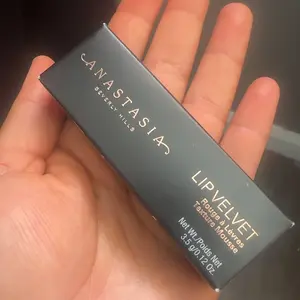 ANASTASIA
BEVERLY HILLS
LIP VELVET
Rouge à Lèvres
Texture Mousse
Net Wt./Poids Net
3.5 g/0.12 Oz.